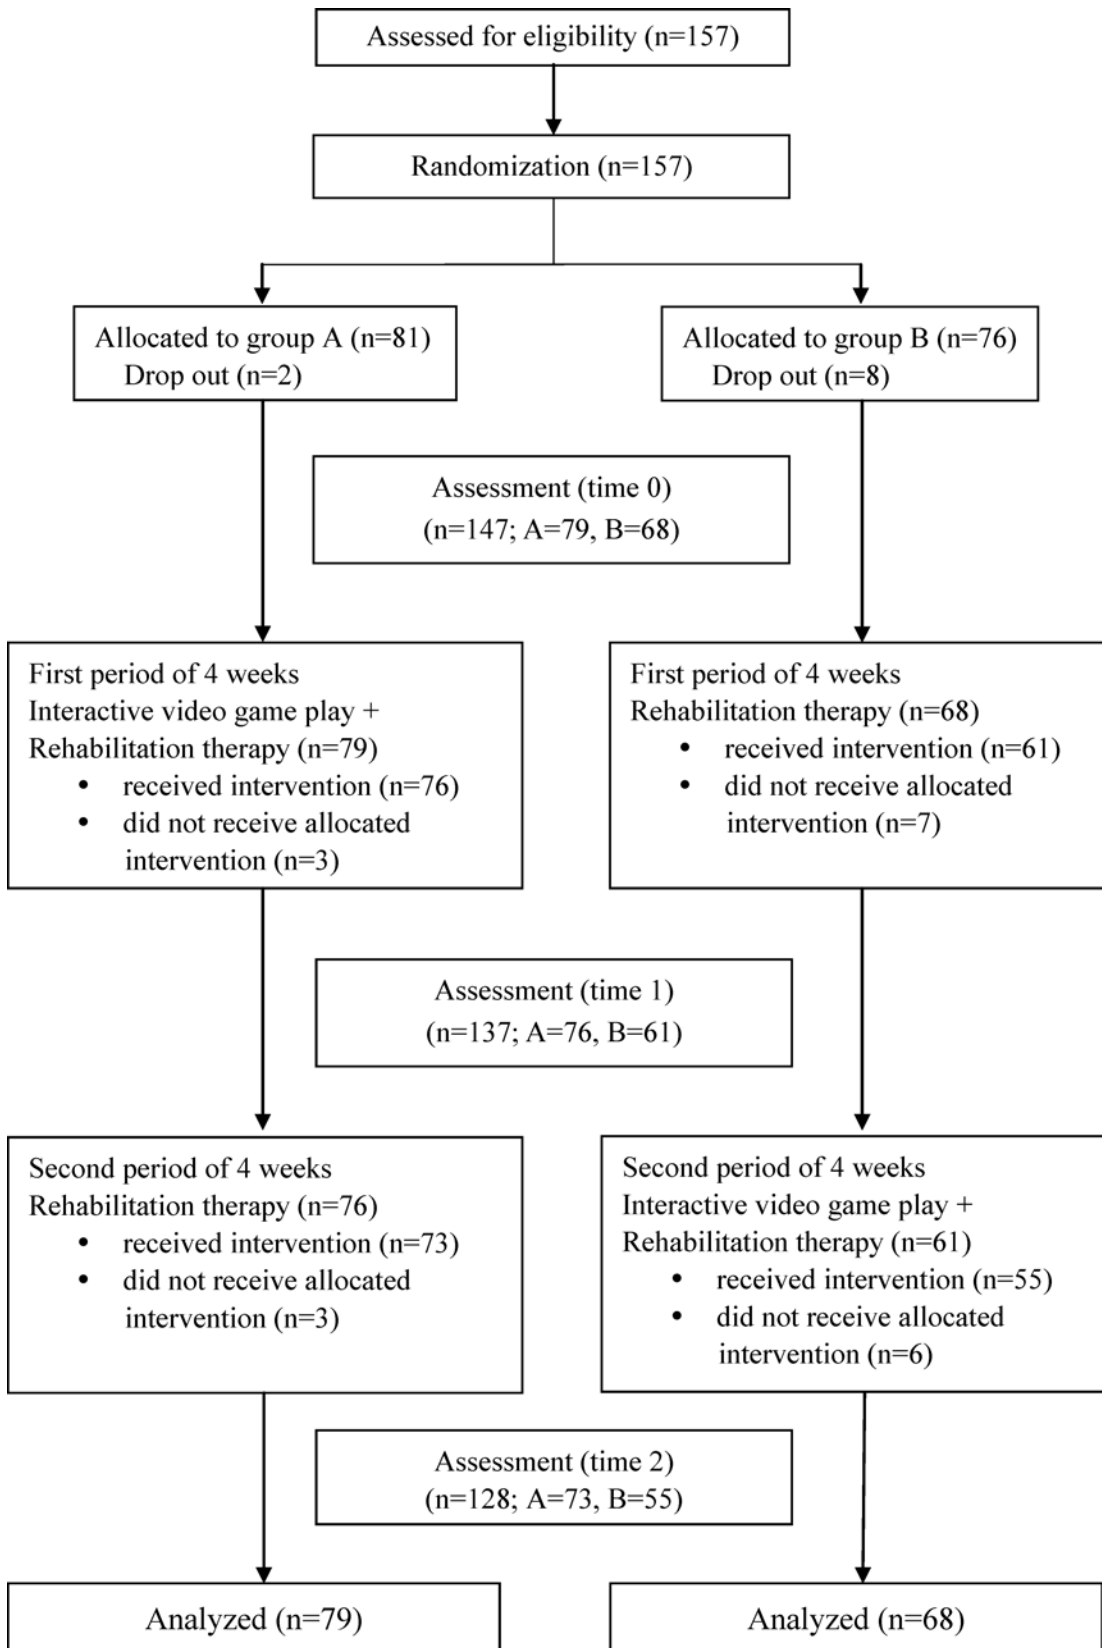 Assessed for eligibility (n=157)
Randomization (n=157)
Allocated to group A (n=81)
Drop out (n=2)
Allocated to group B (n=76)
Drop out (n=8)
Assessment (time 0)
(n=147; A=79, B=68)
First period of 4 weeks
Interactive video game play +
Rehabilitation therapy (n=79)
• received intervention (n=76)
• did not receive allocated
intervention (n=3)
First period of 4 weeks
Rehabilitation therapy (n=68)
• received intervention (n=61)
• did not receive allocated
intervention (n=7)
Assessment (time 1)
(n=137; A=76, B=61)
Second period of 4 weeks
Rehabilitation therapy (n=76)
• received intervention (n=73)
• did not receive allocated
intervention (n=3)
Second period of 4 weeks
Interactive video game play +
Rehabilitation therapy (n=61)
• received intervention (n=55)
• did not receive allocated
intervention (n=6)
Assessment (time 2)
(n=128; A=73, B=55)
Analyzed (n=79)
Analyzed (n=68)